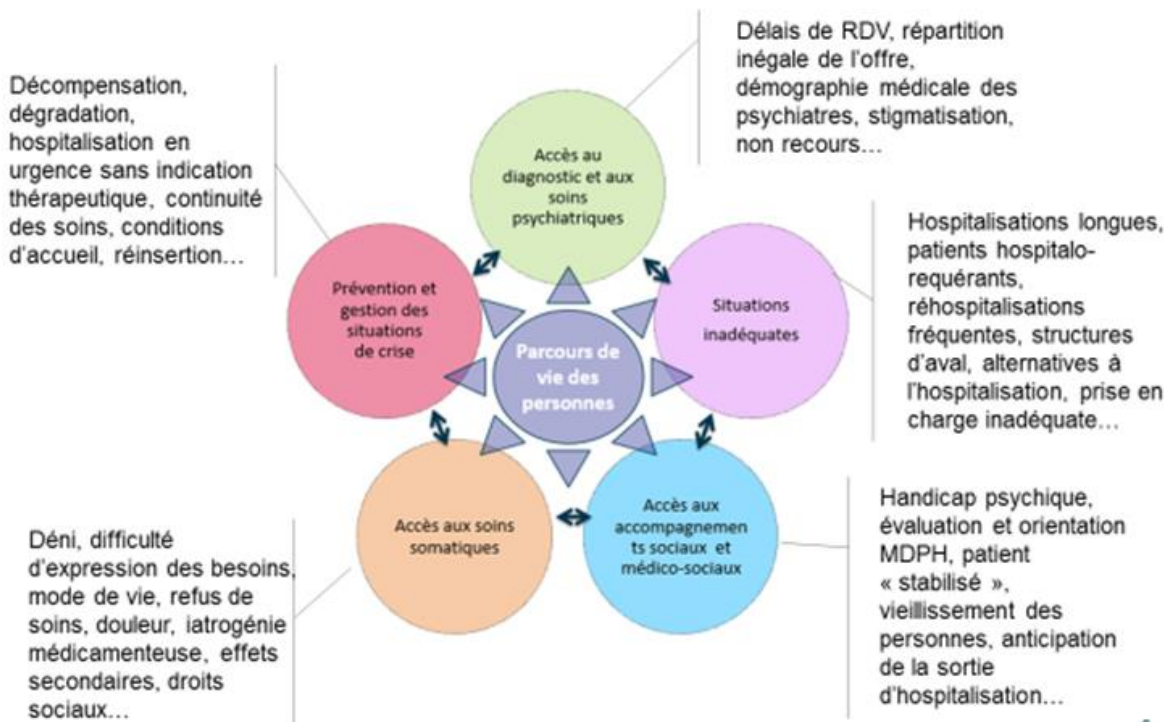 Délais de RDV, répartition
inégale de l'offre,
démographie médicale des
psychiatres, stigmatisation,
non recours…
Décompensation,
dégradation,
hospitalisation en
urgence sans indication
thérapeutique, continuité
des soins, conditions
d'accueil, réinsertion…
Accès au
diagnostic et aux
soins
psychiatriques
Hospitalisations longues,
patients hospitalo-
requérants,
réhospitalisations
fréquentes, structures
d'aval, alternatives à
l'hospitalisation, prise en
charge inadéquate…
Prévention et
gestion des
situations
de crise
Situations
inadéquates
Parcours de
vie des
personnes
Accès aux soins
somatiques
Accès aux
accompagnemen
ts sociaux et
médico-sociaux
Handicap psychique,
évaluation et orientation
MDPH, patient
« stabilisé »,
vieillissement des
personnes, anticipation
de la sortie
d'hospitalisation…
Déni, difficulté
d'expression des besoins,
mode de vie, refus de
soins, douleur, iatrogénie
médicamenteuse, effets
secondaires, droits
sociaux…